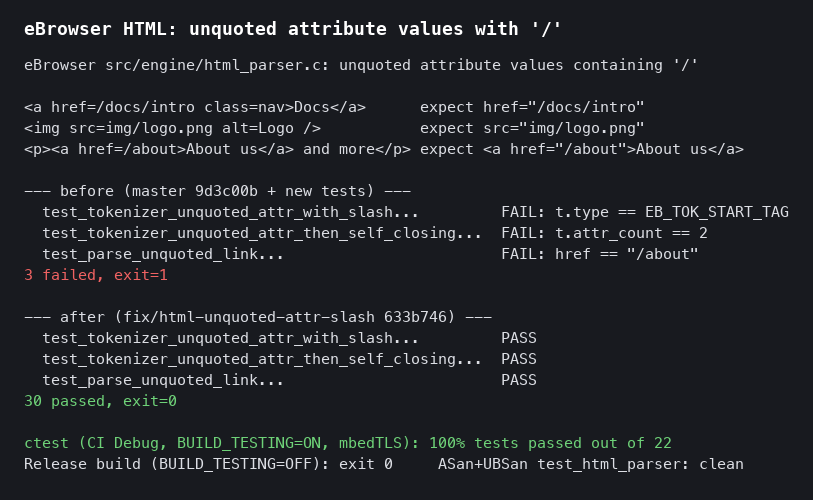 eBrowser HTML: unquoted attribute values with '/'
eBrowser src/engine/html_parser.c: unquoted attribute values containing '/'
<a href=/docs/intro class=nav>Docs</a>      expect href="/docs/intro"
<img src=img/logo.png alt=Logo />           expect src="img/logo.png"
<p><a href=/about>About us</a> and more</p> expect <a href="/about">About us</a>
--- before (master 9d3c00b + new tests) ---
  test_tokenizer_unquoted_attr_with_slash...         FAIL: t.type == EB_TOK_START_TAG
  test_tokenizer_unquoted_attr_then_self_closing...  FAIL: t.attr_count == 2
  test_parse_unquoted_link...                        FAIL: href == "/about"
3 failed, exit=1
--- after (fix/html-unquoted-attr-slash 633b746) ---
  test_tokenizer_unquoted_attr_with_slash...         PASS
  test_tokenizer_unquoted_attr_then_self_closing...  PASS
  test_parse_unquoted_link...                        PASS
30 passed, exit=0
ctest (CI Debug, BUILD_TESTING=ON, mbedTLS): 100% tests passed out of 22
Release build (BUILD_TESTING=OFF): exit 0     ASan+UBSan test_html_parser: clean